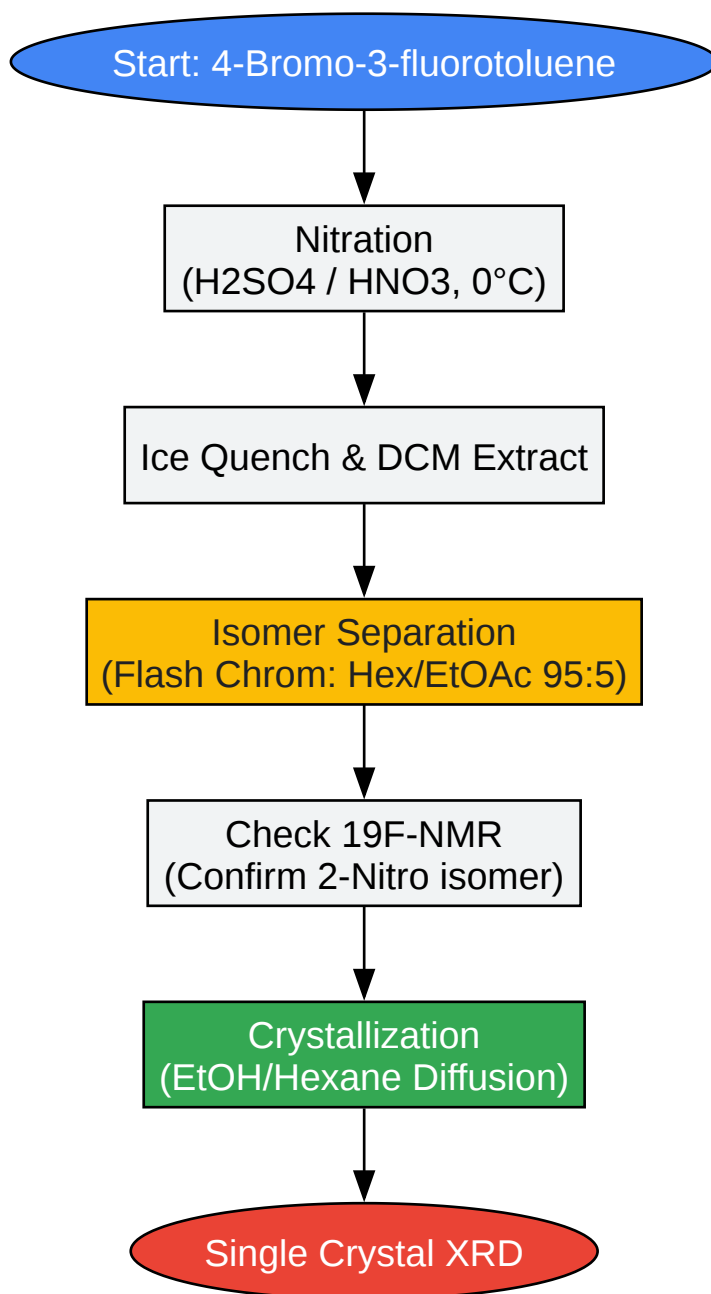 Start: 4-Bromo-3-fluorotoluene
Nitration
(H2SO4 / HNO3, 0°C)
Ice Quench & DCM Extract
Isomer Separation
(Flash Chrom: Hex/EtOAc 95:5)
Check 19F-NMR
(Confirm 2-Nitro isomer)
Crystallization
(EtOH/Hexane Diffusion)
Single Crystal XRD